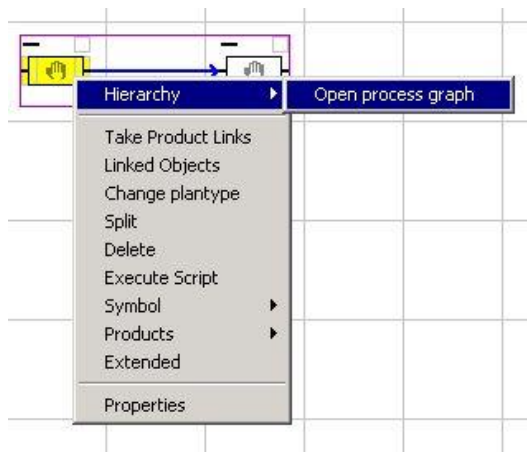 Hierarchy
Open process graph
Take Product Links
Linked Objects
Change plantype
Split
Delete
Execute Script
Symbol
Products
Extended
Properties